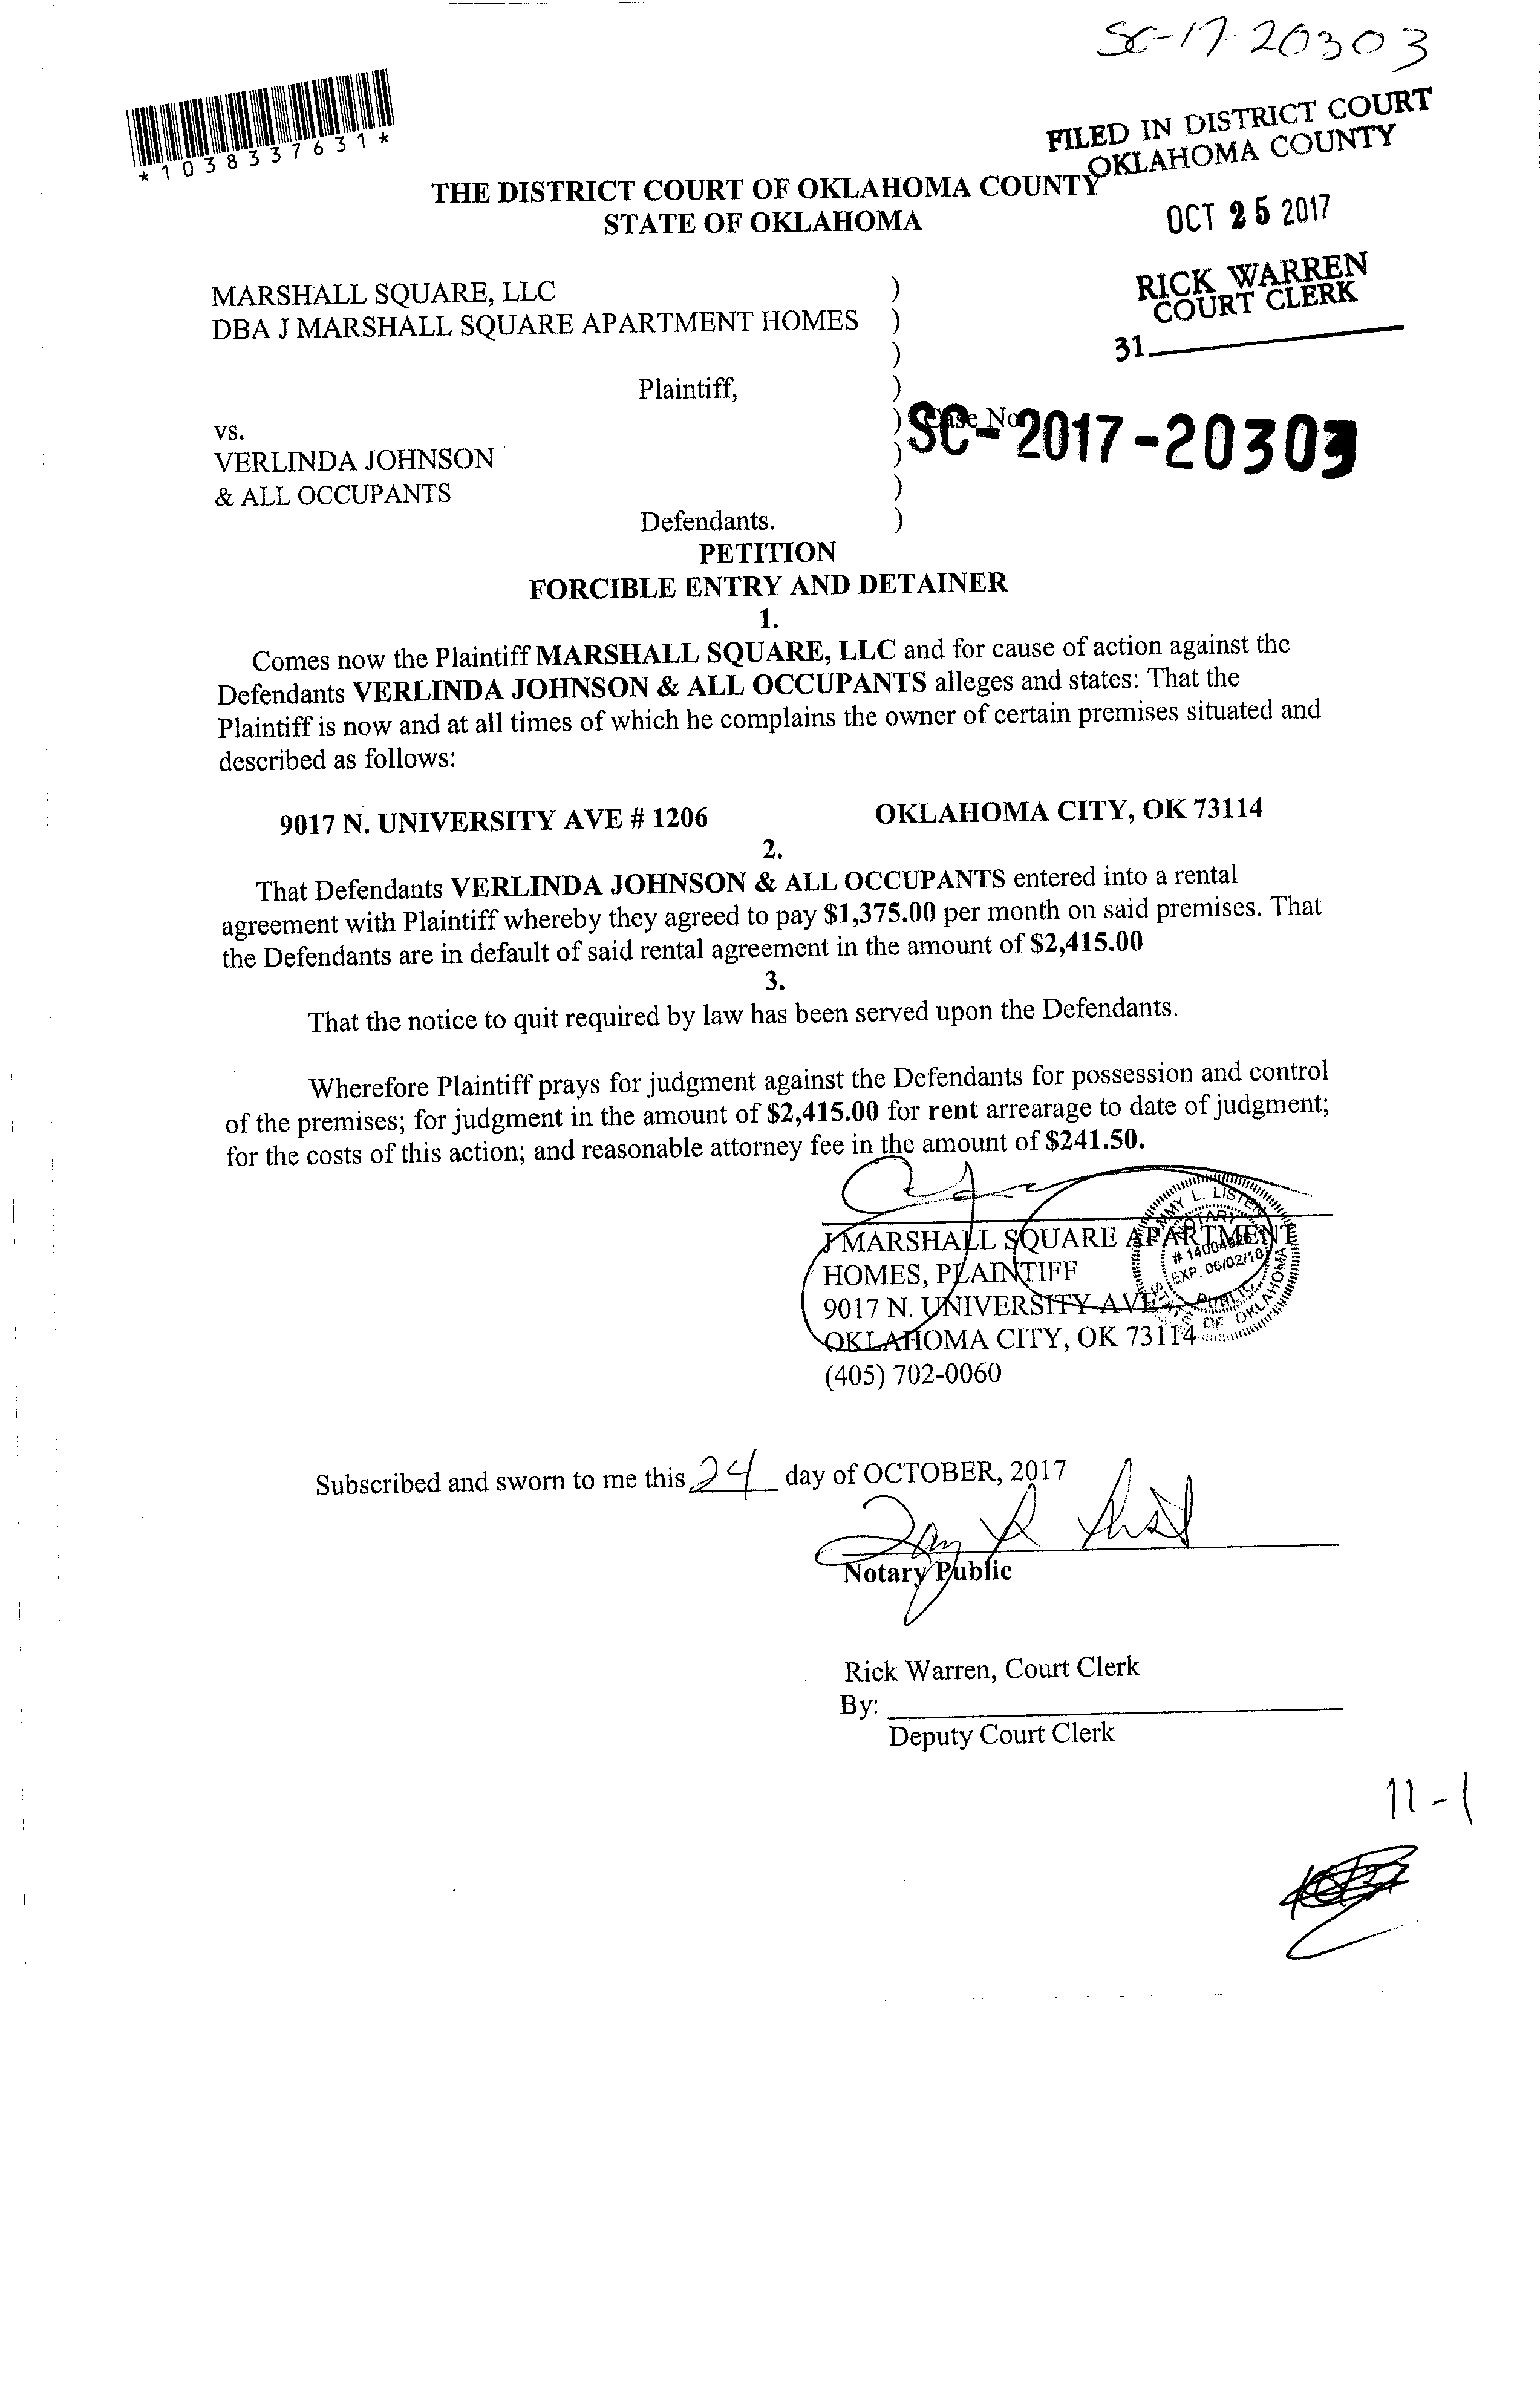 SC-17-20303
*1038337631*
FILED IN DISTRICT COURT
OKLAHOMA COUNTY
THE DISTRICT COURT OF OKLAHOMA COUNTY
STATE OF OKLAHOMA
OCT 25 2017
RICK WARREN
COURT CLERK
31
MARSHALL SQUARE, LLC )
DBA J MARSHALL SQUARE APARTMENT HOMES )
)
Plaintiff, )
) Case No
SC-2017-20303
vs. )
VERLINDA JOHNSON
& ALL OCCUPANTS )
Defendants. )
PETITION
FORCIBLE ENTRY AND DETAINER
1.
Comes now the Plaintiff MARSHALL SQUARE, LLC and for cause of action against the
Defendants VERLINDA JOHNSON & ALL OCCUPANTS alleges and states: That the
Plaintiff is now and at all times of which he complains the owner of certain premises situated and
described as follows:
9017 N. UNIVERSITY AVE # 1206 OKLAHOMA CITY, OK 73114
2.
That Defendants VERLINDA JOHNSON & ALL OCCUPANTS entered into a rental
agreement with Plaintiff whereby they agreed to pay $1,375.00 per month on said premises. That
the Defendants are in default of said rental agreement in the amount of $2,415.00
3.
That the notice to quit required by law has been served upon the Defendants.
Wherefore Plaintiff prays for judgment against the Defendants for possession and control
of the premises; for judgment in the amount of $2,415.00 for rent arrearage to date of judgment;
for the costs of this action; and reasonable attorney fee in the amount of $241.50.
J MARSHALL SQUARE APARTMENT
HOMES, PLAINTIFF
9017 N. UNIVERSITY AVE
OKLAHOMA CITY, OK 73114
(405) 702-0060
L. LISTEN
NOTARY
EXP. 06/02/18
PUBLIC
STATE OF OKLAHOMA
Subscribed and sworn to me this 24 day of OCTOBER, 2017
Notary Public
Rick Warren, Court Clerk
By:
Deputy Court Clerk
11-1